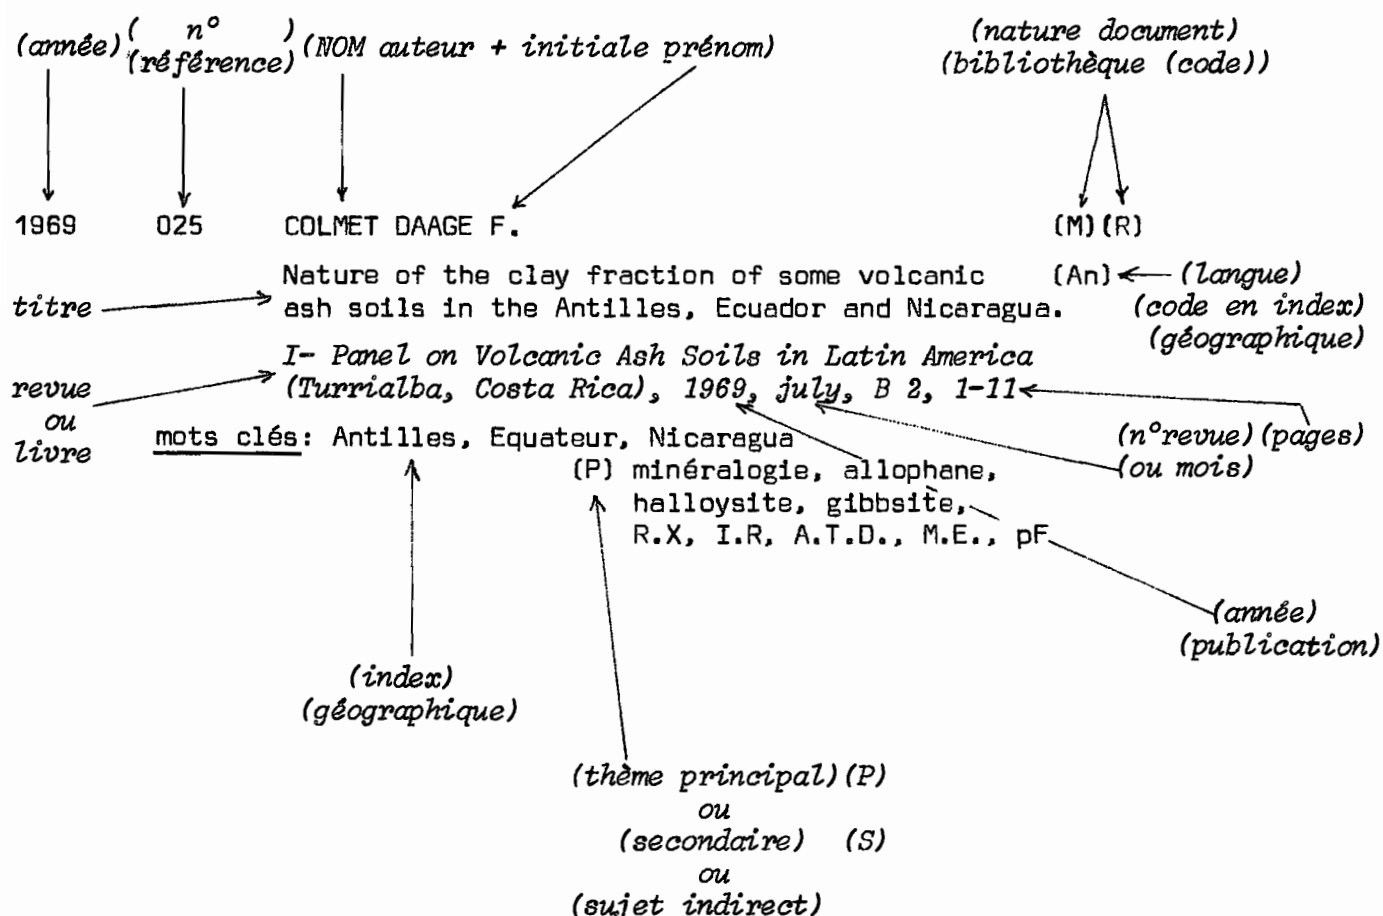 (année) ( n° ) (NOM auteur + initiale prénom) (nature document)
(référence) (bibliothèque (code))
1969 025 COLMET DAAGE F. (M)(R)
Nature of the clay fraction of some volcanic (An) (langue)
titre ash soils in the Antilles, Ecuador and Nicaragua. (code en index)
(géographique)
I- Panel on Volcanic Ash Soils in Latin America
revue (Turrialba, Costa Rica), 1969, july, B 2, 1-11
ou
livre mots clés: Antilles, Equateur, Nicaragua (n°revue)(pages)
(P) minéralogie, allophane, (ou mois)
halloysite, gibbsite,
R.X, I.R, A.T.D., M.E., pF
(année)
(publication)
(index)
(géographique)
(thème principal)(P)
ou
(secondaire) (S)
ou
(sujet indirect)